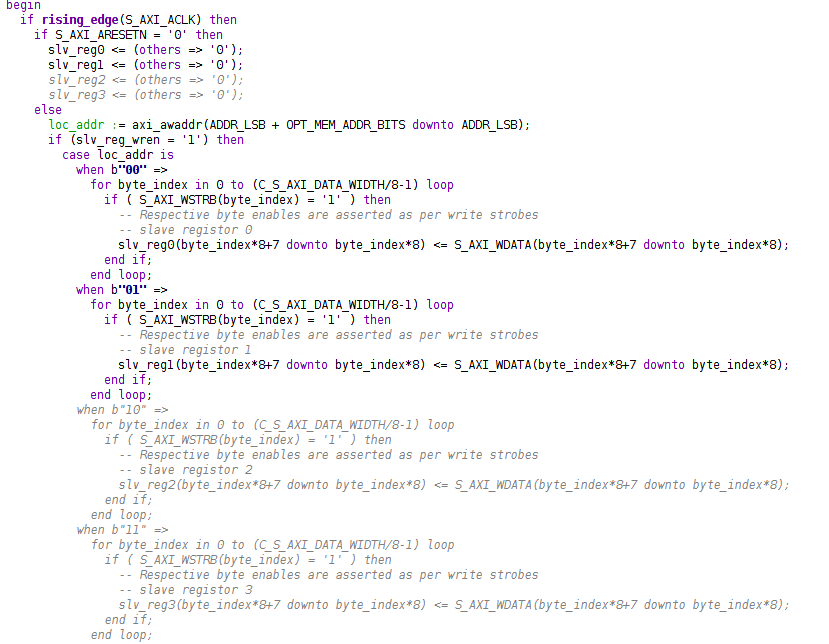 begin
  if rising_edge(S_AXI_ACLK) then
    if S_AXI_ARESETN = '0' then
      slv_reg0 <= (others => '0');
      slv_reg1 <= (others => '0');
      slv_reg2 <= (others => '0');
      slv_reg3 <= (others => '0');
    else
      loc_addr := axi_awaddr(ADDR_LSB + OPT_MEM_ADDR_BITS downto ADDR_LSB);
      if (slv_reg_wren = '1') then
        case loc_addr is
          when b"00" =>
            for byte_index in 0 to (C_S_AXI_DATA_WIDTH/8-1) loop
              if ( S_AXI_WSTRB(byte_index) = '1' ) then
                -- Respective byte enables are asserted as per write strobes
                -- slave registor 0
                slv_reg0(byte_index*8+7 downto byte_index*8) <= S_AXI_WDATA(byte_index*8+7 downto byte_index*8);
              end if;
            end loop;
          when b"01" =>
            for byte_index in 0 to (C_S_AXI_DATA_WIDTH/8-1) loop
              if ( S_AXI_WSTRB(byte_index) = '1' ) then
                -- Respective byte enables are asserted as per write strobes
                -- slave registor 1
                slv_reg1(byte_index*8+7 downto byte_index*8) <= S_AXI_WDATA(byte_index*8+7 downto byte_index*8);
              end if;
            end loop;
          when b"10" =>
            for byte_index in 0 to (C_S_AXI_DATA_WIDTH/8-1) loop
              if ( S_AXI_WSTRB(byte_index) = '1' ) then
                -- Respective byte enables are asserted as per write strobes
                -- slave registor 2
                slv_reg2(byte_index*8+7 downto byte_index*8) <= S_AXI_WDATA(byte_index*8+7 downto byte_index*8);
              end if;
            end loop;
          when b"11" =>
            for byte_index in 0 to (C_S_AXI_DATA_WIDTH/8-1) loop
              if ( S_AXI_WSTRB(byte_index) = '1' ) then
                -- Respective byte enables are asserted as per write strobes
                -- slave registor 3
                slv_reg3(byte_index*8+7 downto byte_index*8) <= S_AXI_WDATA(byte_index*8+7 downto byte_index*8);
              end if;
            end loop;